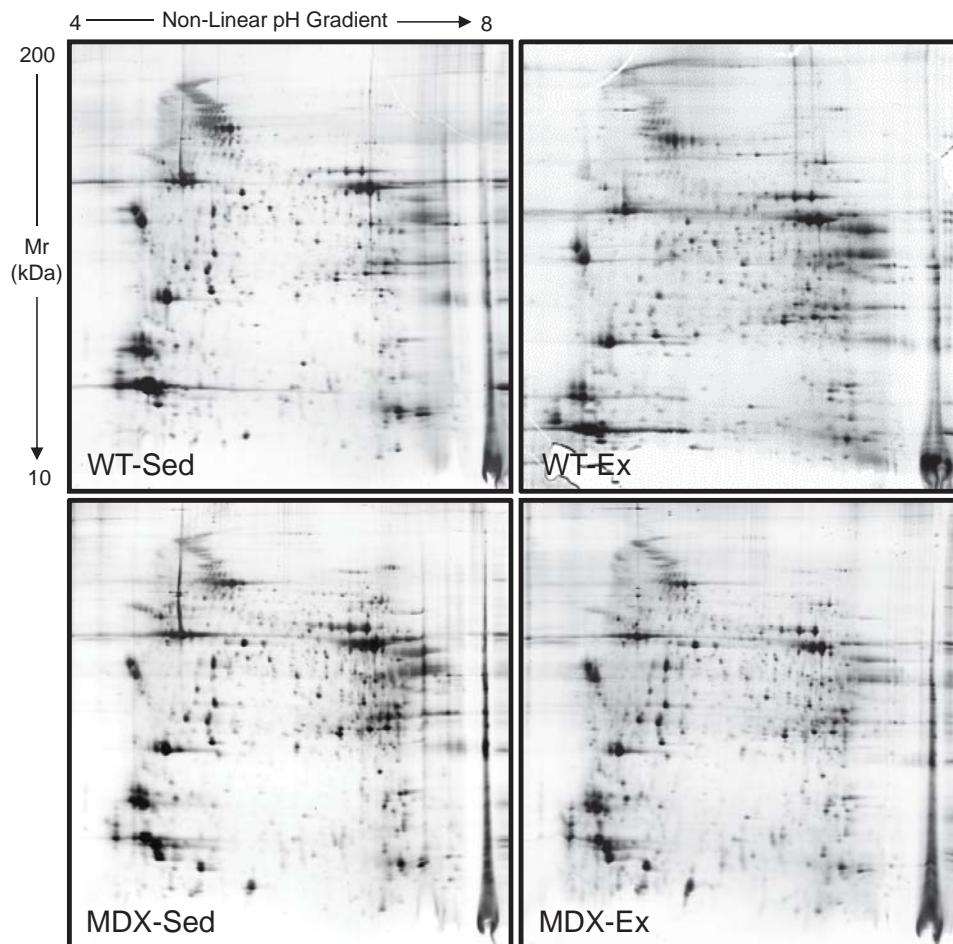 4 Non-Linear pH Gradient 8
200
Mr
(kDa)
10
WT-Sed
WT-Ex
MDX-Sed
MDX-Ex